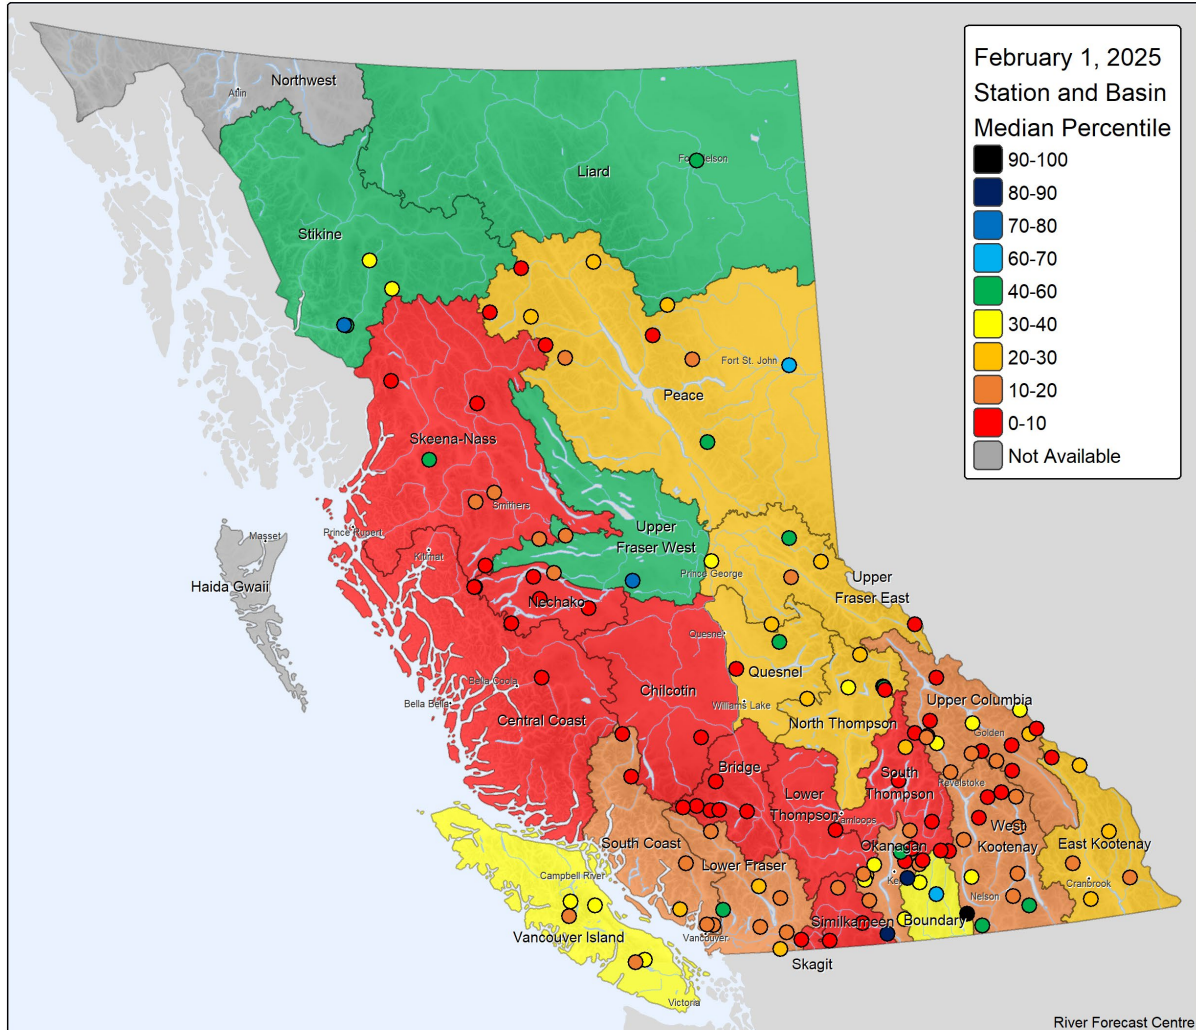 February 1, 2025
Station and Basin
Median Percentile
90-100
80-90
70-80
60-70
40-60
30-40
20-30
10-20
0-10
Not Available
Northwest
Atlin
Liard
Fort Nelson
Stikine
Fort St. John
Peace
Skeena-Nass
Smithers
Upper
Fraser West
Prince Rupert
Masset
Kitimat
Prince George
Upper
Fraser East
Haida Gwaii
Nechako
Quesnel
Quesnel
Bella Coola
Chilcotin
Bella Bella
Williams Lake
Upper Columbia
Central Coast
North Thompson
Golden
Bridge
South
Thompson
Revelstoke
Lower
Thompson
Kamloops
West
Kootenay
South Coast
Okanagan
East Kootenay
Lower Fraser
Campbell River
Cranbrook
Nelson
Similkameen
Boundary
Vancouver Island
Vancouver
Skagit
Victoria
River Forecast Centre